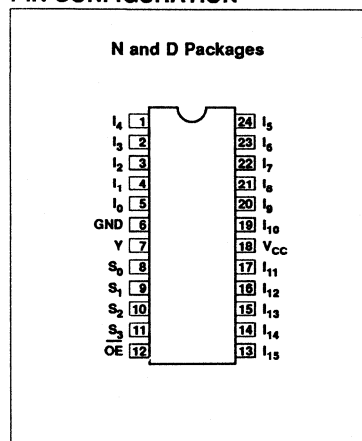 PIN CONFIGURATION
N and D Packages
I4 1 24 I5
I3 2 23 I6
I2 3 22 I7
I1 4 21 I8
I0 5 20 I9
GND 6 19 I10
Y 7 18 VCC
S0 8 17 I11
S1 9 16 I12
S2 10 15 I13
S3 11 14 I14
OE 12 13 I15